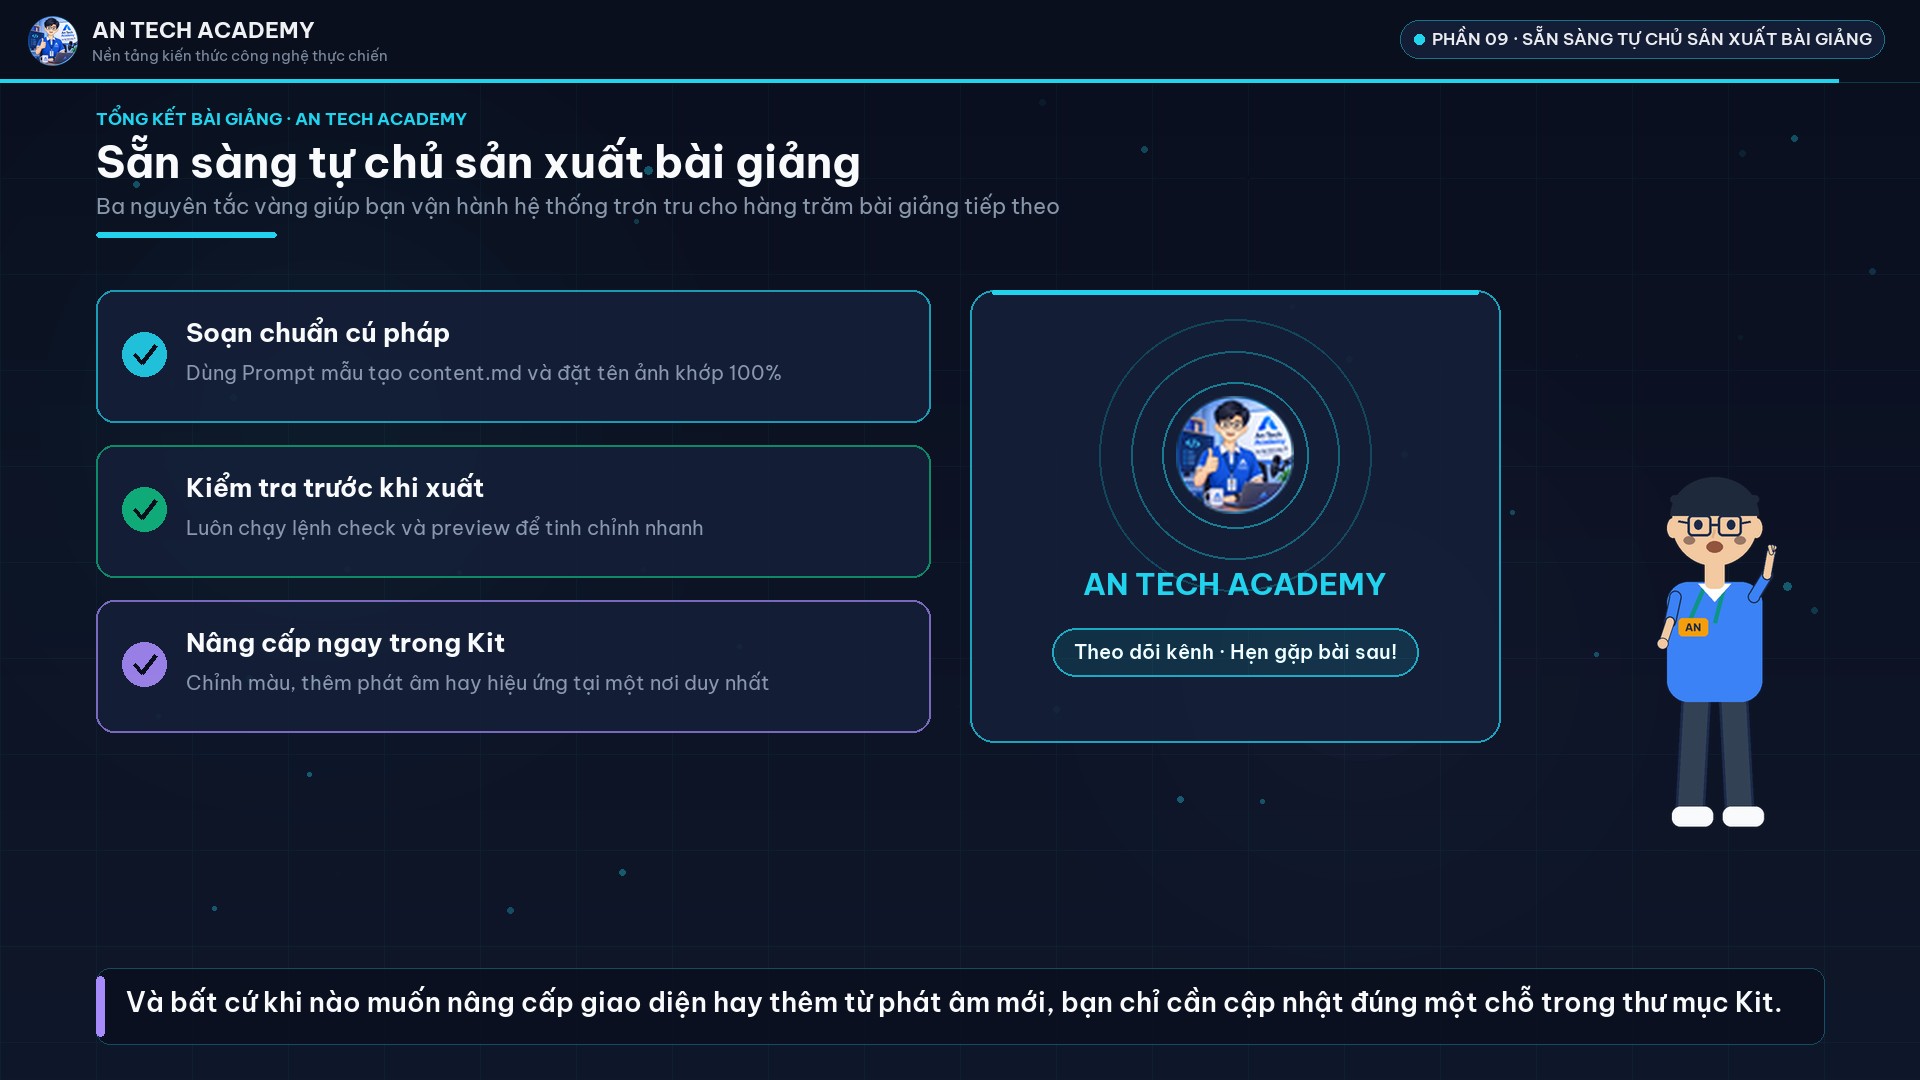 AN TECH ACADEMY
Nền tảng kiến thức công nghệ thực chiến
PHẦN 09 · SẴN SÀNG TỰ CHỦ SẢN XUẤT BÀI GIẢNG
TỔNG KẾT BÀI GIẢNG · AN TECH ACADEMY
Sẵn sàng tự chủ sản xuất bài giảng
Ba nguyên tắc vàng giúp bạn vận hành hệ thống trơn tru cho hàng trăm bài giảng tiếp theo
Soạn chuẩn cú pháp
Dùng Prompt mẫu tạo content.md và đặt tên ảnh khớp 100%
Kiểm tra trước khi xuất
Luôn chạy lệnh check và preview để tinh chỉnh nhanh
Nâng cấp ngay trong Kit
Chỉnh màu, thêm phát âm hay hiệu ứng tại một nơi duy nhất
An Tech
Academy
AN TECH ACADEMY
Theo dõi kênh · Hẹn gặp bài sau!
AN
Và bất cứ khi nào muốn nâng cấp giao diện hay thêm từ phát âm mới, bạn chỉ cần cập nhật đúng một chỗ trong thư mục Kit.